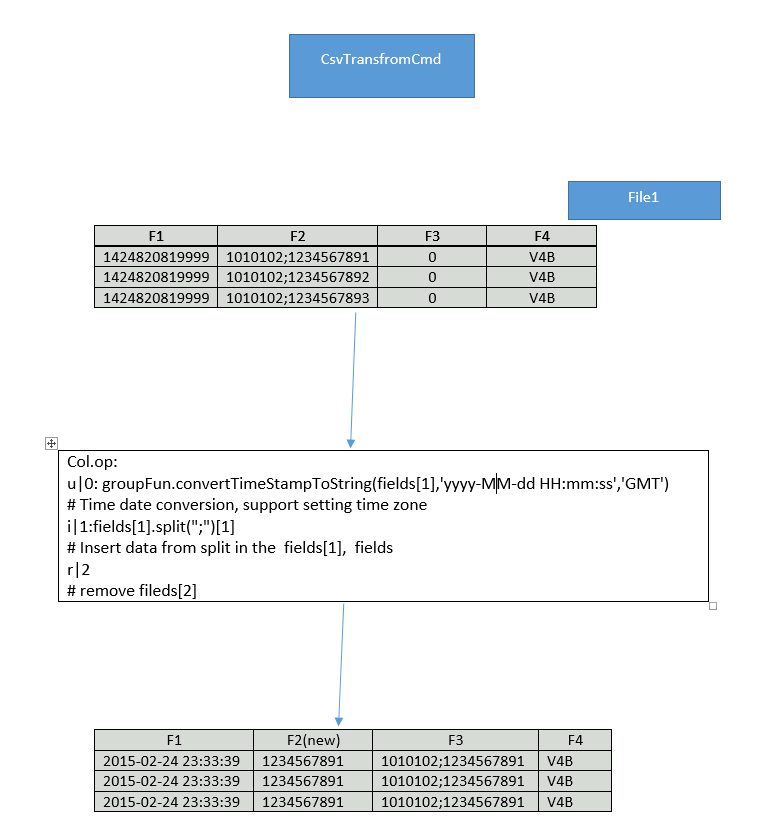 CsvTransfromCmd
File1
F1 F2 F3 F4
1424820819999 1010102;1234567891 0 V4B
1424820819999 1010102;1234567892 0 V4B
1424820819999 1010102;1234567893 0 V4B
Col.op:
u|0: groupFun.convertTimeStampToString(fields[1],'yyyy-MM-dd HH:mm:ss','GMT')
# Time date conversion, support setting time zone
i|1:fields[1].split(";")[1]
# Insert data from split in the fields[1], fields
r|2
# remove fileds[2]
F1 F2(new) F3 F4
2015-02-24 23:33:39 1234567891 1010102;1234567891 V4B
2015-02-24 23:33:39 1234567891 1010102;1234567891 V4B
2015-02-24 23:33:39 1234567891 1010102;1234567891 V4B